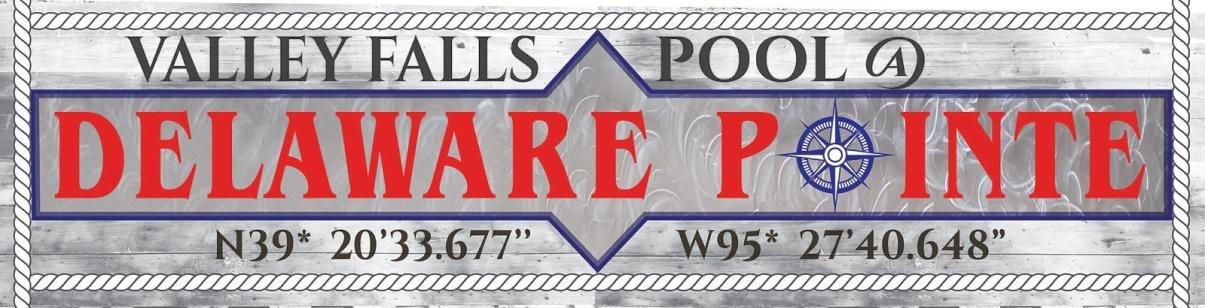 VALLEY FALLS POOL @
DELAWARE POINTE
N39* 20'33.677'' W95* 27'40.648”